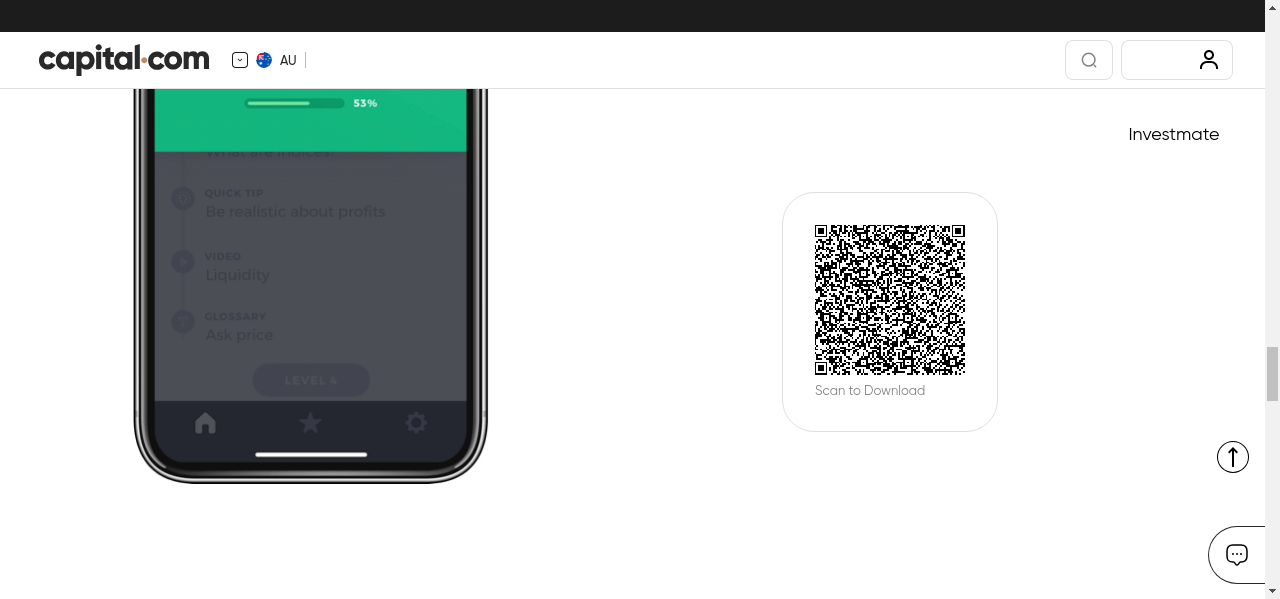 capital.com
AU
53%
Investmate
What are indices?
QUICK TIP
Be realistic about profits
VIDEO
Liquidity
GLOSSARY
Ask price
LEVEL 4
Scan to Download